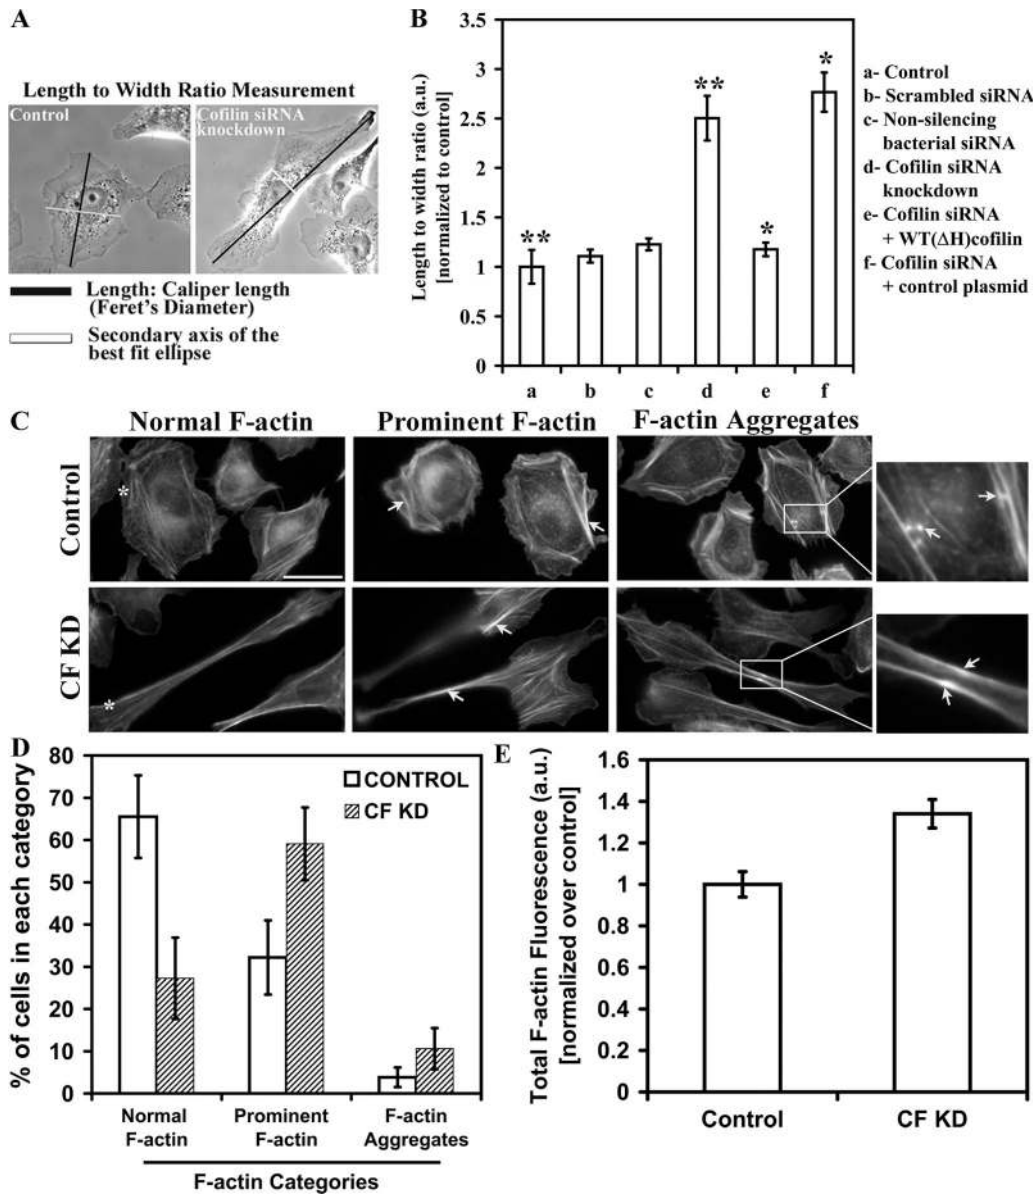 A
Length to Width Ratio Measurement
Control
Cofilin siRNA
knockdown
Length: Caliper length
(Feret's Diameter)
Secondary axis of the
best fit ellipse
B
Length to width ratio (a.u.)
[normalized to control]
3.5
3
2.5
2
1.5
1
0.5
0
**
**
*
*
a
b
c
d
e
f
a- Control
b- Scrambled siRNA
c- Non-silencing
bacterial siRNA
d- Cofilin siRNA
knockdown
e- Cofilin siRNA
+ WT(ΔH)cofilin
f- Cofilin siRNA
+ control plasmid
C
Normal F-actin
Prominent F-actin
F-actin Aggregates
Control
*
CF KD
*
D
% of cells in each category
80
70
60
50
40
30
20
10
0
CONTROL
CF KD
Normal
F-actin
Prominent
F-actin
F-actin
Aggregates
F-actin Categories
E
Total F-actin Fluorescence (a.u.)
[normalized over control]
1.6
1.4
1.2
1
0.8
0.6
0.4
0.2
0
Control
CF KD